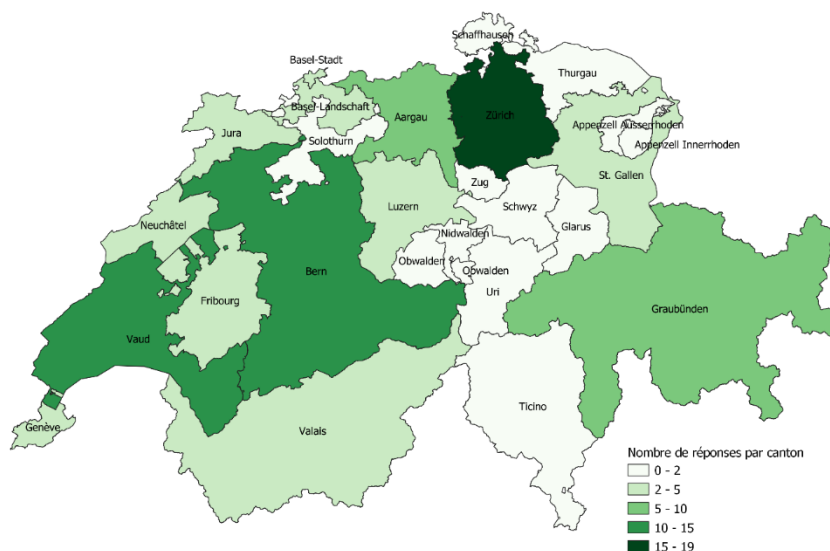 Schaffhausen
Basel-Stadt
Thurgau
Basel-Landschaft
Aargau
Zürich
Appenzell Ausserrhoden
Jura
Solothurn
Appenzell Innerrhoden
Zug
St. Gallen
Luzern
Schwyz
Neuchâtel
Nidwalden
Glarus
Obwalden
Obwalden
Bern
Uri
Fribourg
Graubünden
Vaud
Ticino
Genève
Valais
Nombre de réponses par canton
0 - 2
2 - 5
5 - 10
10 - 15
15 - 19